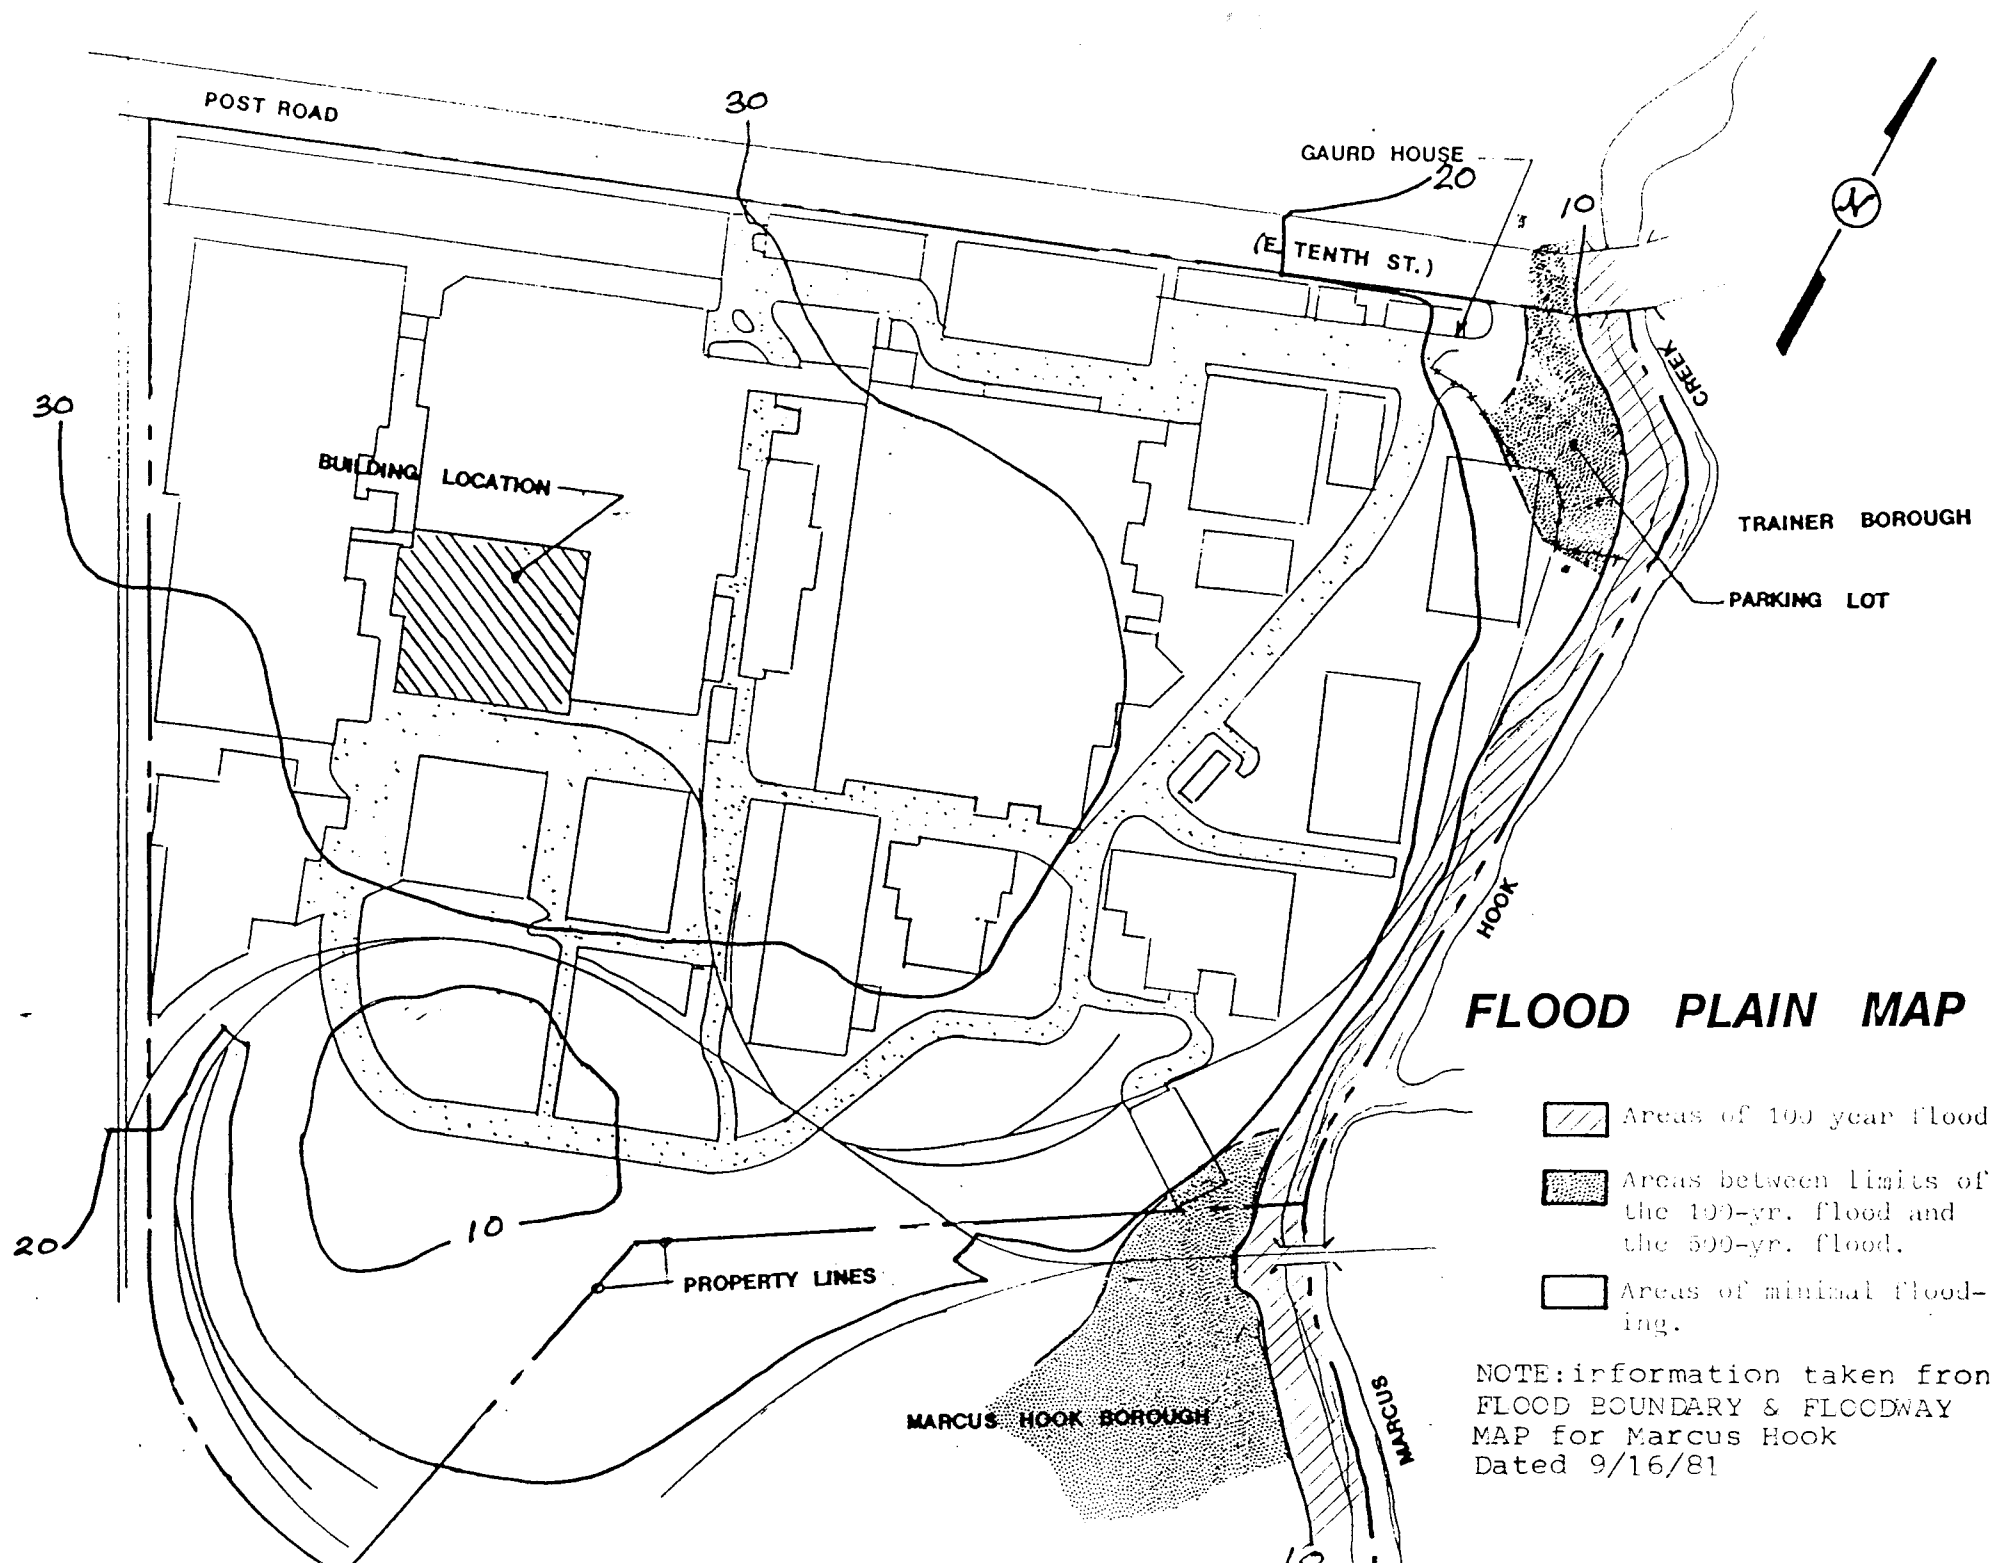 POST ROAD
30
GAURD HOUSE
20
10
(E. TENTH ST.)
CREEK
30
BUILDING LOCATION
TRAINER BOROUGH
PARKING LOT
HOOK
FLOOD PLAIN MAP
Areas of 100 year flood
Areas between limits of
the 100-yr. flood and
the 500-yr. flood.
Areas of minimal flood-
ing.
20
10
PROPERTY LINES
MARCUS HOOK BOROUGH
MARCUS
NOTE:information taken from
FLOOD BOUNDARY & FLOODWAY
MAP for Marcus Hook
Dated 9/16/81
10